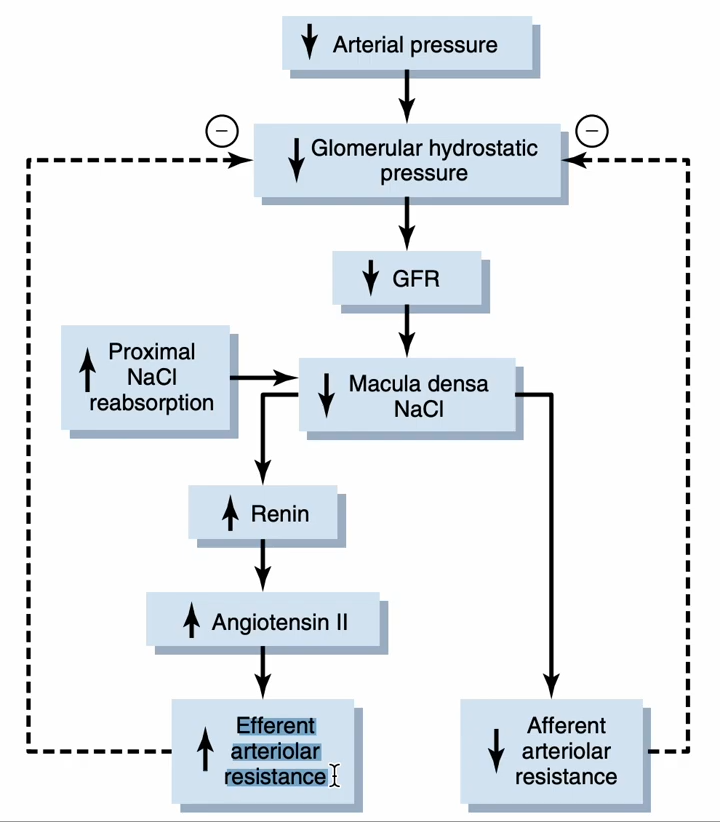 Arterial pressure
−
−
Glomerular hydrostatic
pressure
GFR
Proximal
NaCl
reabsorption
Macula densa
NaCl
Renin
Angiotensin II
Efferent
arteriolar
resistance
Afferent
arteriolar
resistance